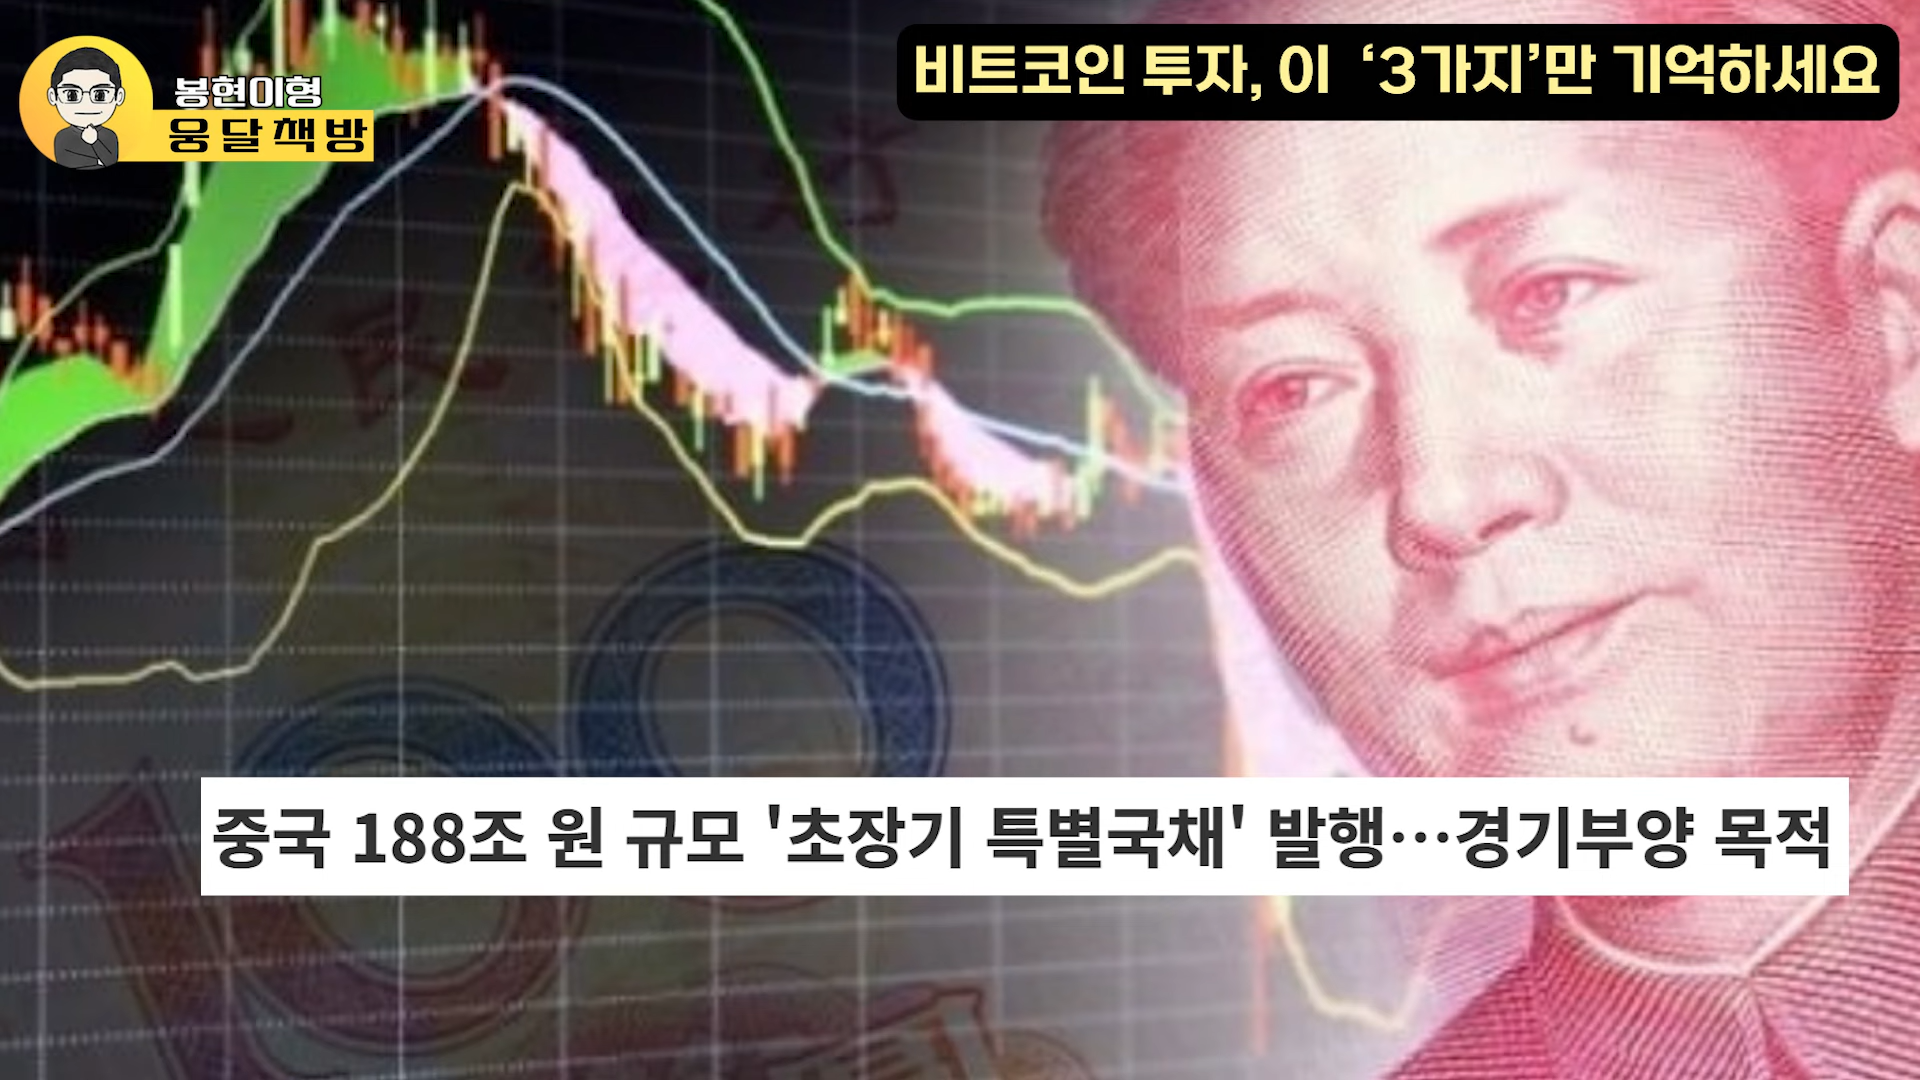 봉현이형
웅달책방
비트코인 투자, 이 ‘3가지’만 기억하세요
중국 188조 원 규모 '초장기 특별국채' 발행…경기부양 목적